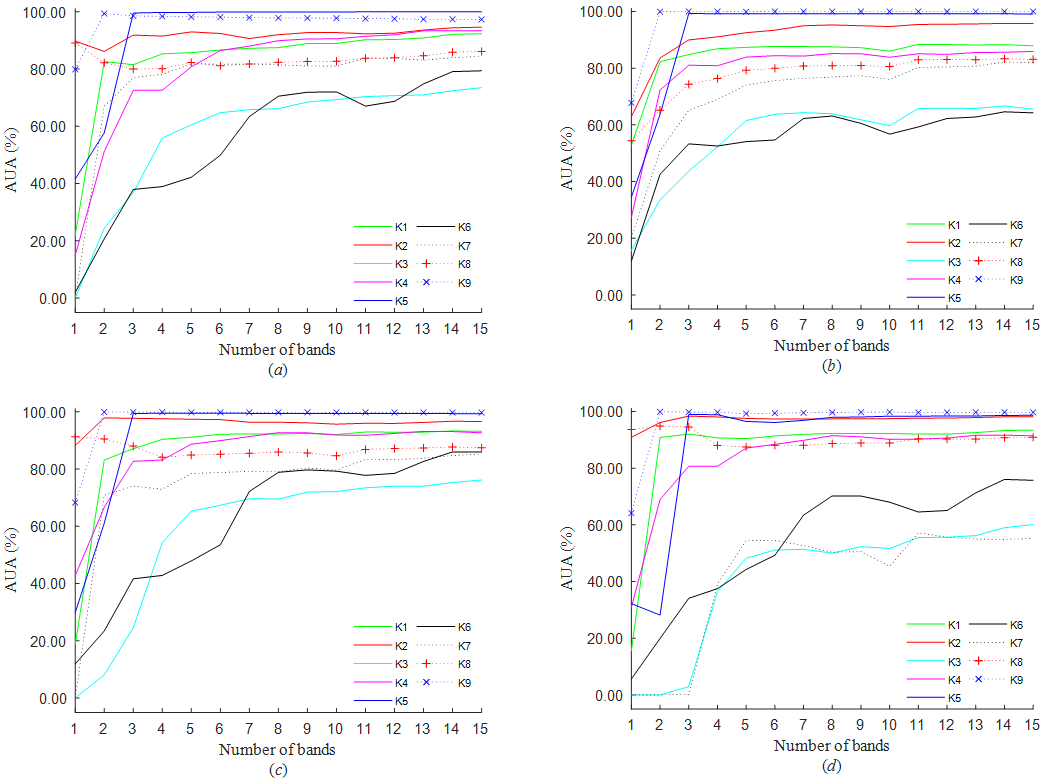 100.00
80.00
60.00
40.00
20.00
0.00
AUA (%)
K1 K6
K2 K7
K3 K8
K4 K9
K5
1 2 3 4 5 6 7 8 9 10 11 12 13 14 15
Number of bands
(a)
100.00
80.00
60.00
40.00
20.00
0.00
AUA (%)
K1 K6
K2 K7
K3 K8
K4 K9
K5
1 2 3 4 5 6 7 8 9 10 11 12 13 14 15
Number of bands
(b)
100.00
80.00
60.00
40.00
20.00
0.00
AUA (%)
K1 K6
K2 K7
K3 K8
K4 K9
K5
1 2 3 4 5 6 7 8 9 10 11 12 13 14 15
Number of bands
(c)
100.00
80.00
60.00
40.00
20.00
0.00
AUA (%)
K1 K6
K2 K7
K3 K8
K4 K9
K5
1 2 3 4 5 6 7 8 9 10 11 12 13 14 15
Number of bands
(d)